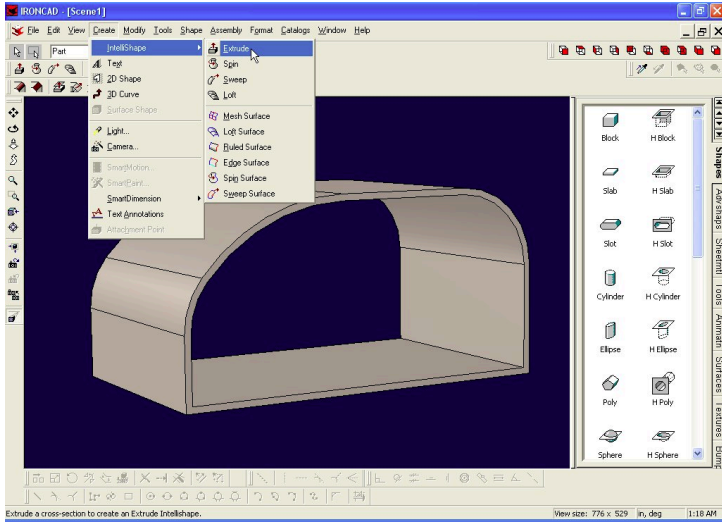 IRONCAD - [Scene1]
File Edit View Create Modify Tools Shape Assembly Format Catalogs Window Help
Part
IntelliShape
Text
2D Shape
3D Curve
Surface Shape
Light...
Camera...
SmartMotion...
SmartPaint...
SmartDimension
Text Annotations
Attachment Point
Extrude
Spin
Sweep
Loft
Mesh Surface
Loft Surface
Ruled Surface
Edge Surface
Spin Surface
Sweep Surface
Block H Block
Slab H Slab
Slot H Slot
Cylinder H Cylinder
Ellipse H Ellipse
Poly H Poly
Sphere H Sphere
Shapes
Advshaps
Sheetmtl
Tools
Animatn
Surfaces
Textures
Bump
Extrude a cross-section to create an Extrude Intellishape.
View size: 776 x 529 in, deg 1:18 AM